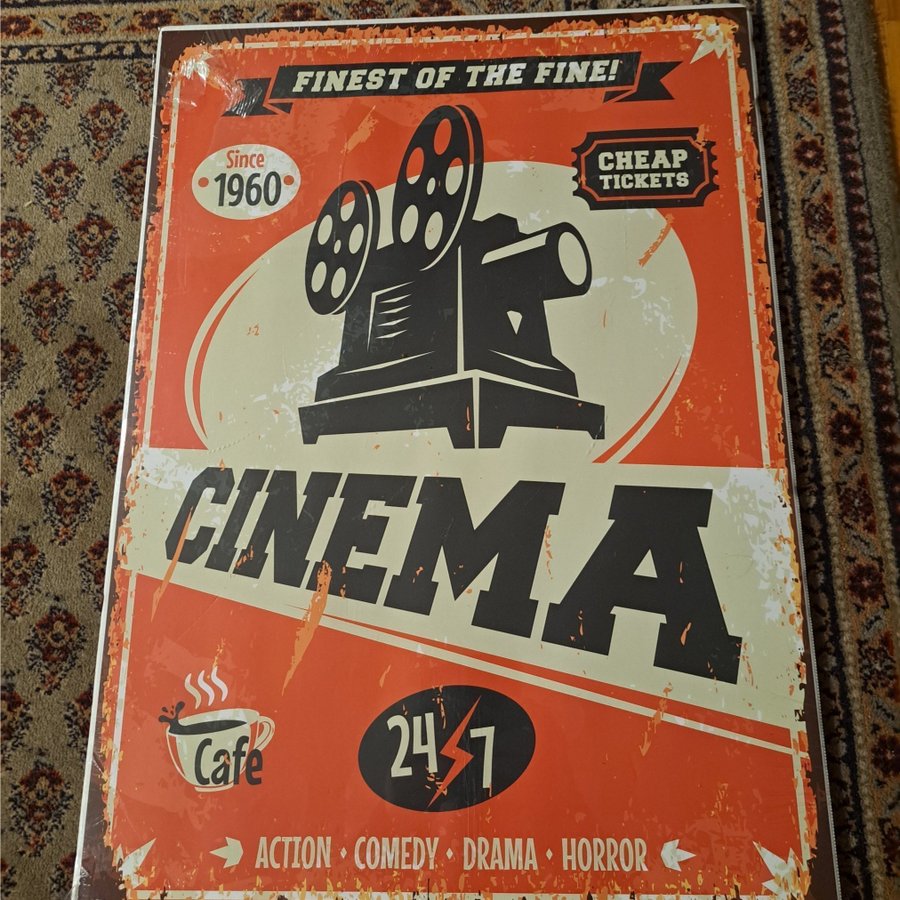 FINEST OF THE FINE!
Since
1960
CHEAP
TICKETS
CINEMA
Cafe
24 7
ACTION • COMEDY • DRAMA • HORROR